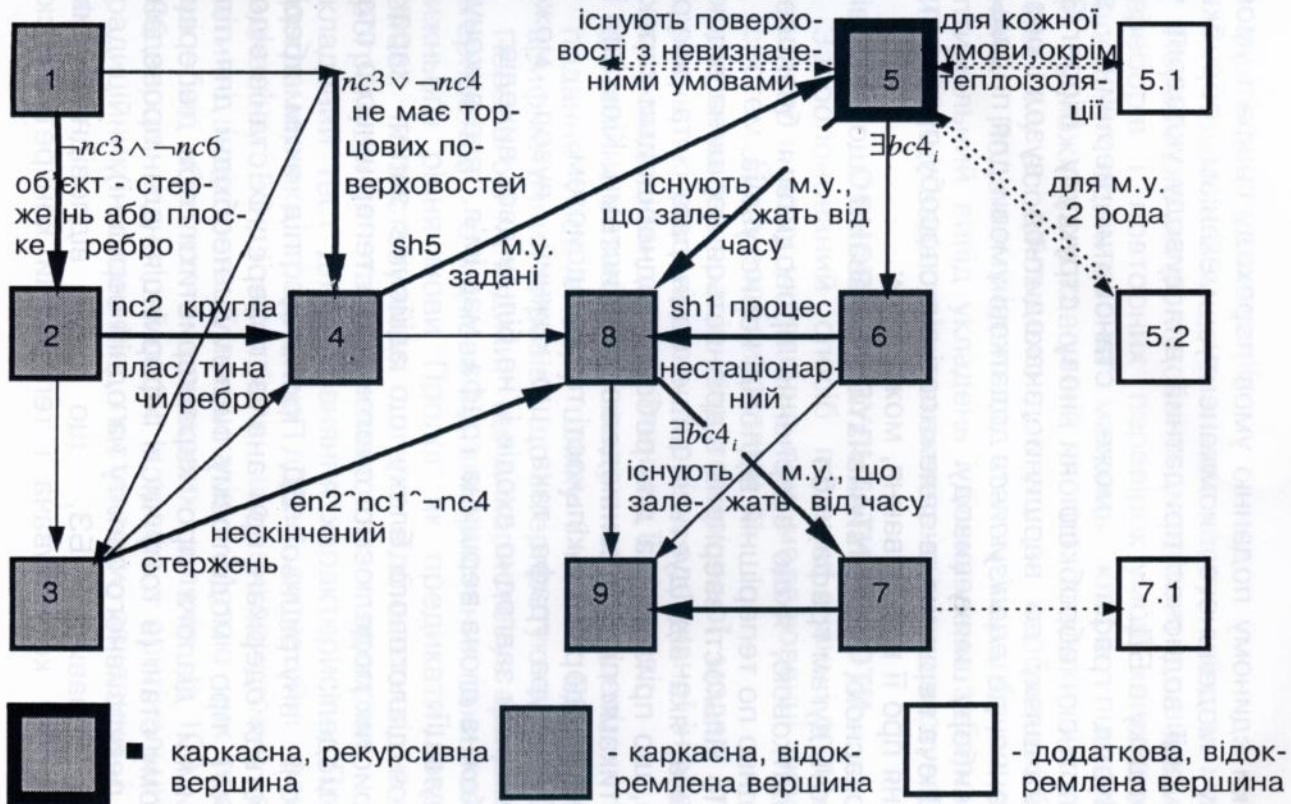 1
nc3 ∨ ¬nc4
не має тор-
цових по-
верховостей
існують поверхо-
вості з невизначе-
ними умовами
5
для кожної
умови,окрім
теплоізоля-
ції
5.1
¬nc3 ∧ ¬nc6
об'єкт - стер-
же нь або плос-
ке ребро
∃bc4i
існують м.у.,
що зале- жать від
часу
для м.у.
2 рода
sh5 м.у.
задані
2
nc2 кругла
плас тина
чи ребро
4
8
sh1 процес
нестаціонар-
ний
6
5.2
∃bc4i
існують м.у., що
зале- жать від часу
en2^nc1^¬nc4
нескінчений
стержень
3
9
7
7.1
▪ каркасна, рекурсивна
вершина
- каркасна, відок-
ремлена вершина
- додаткова, відок-
ремлена вершина